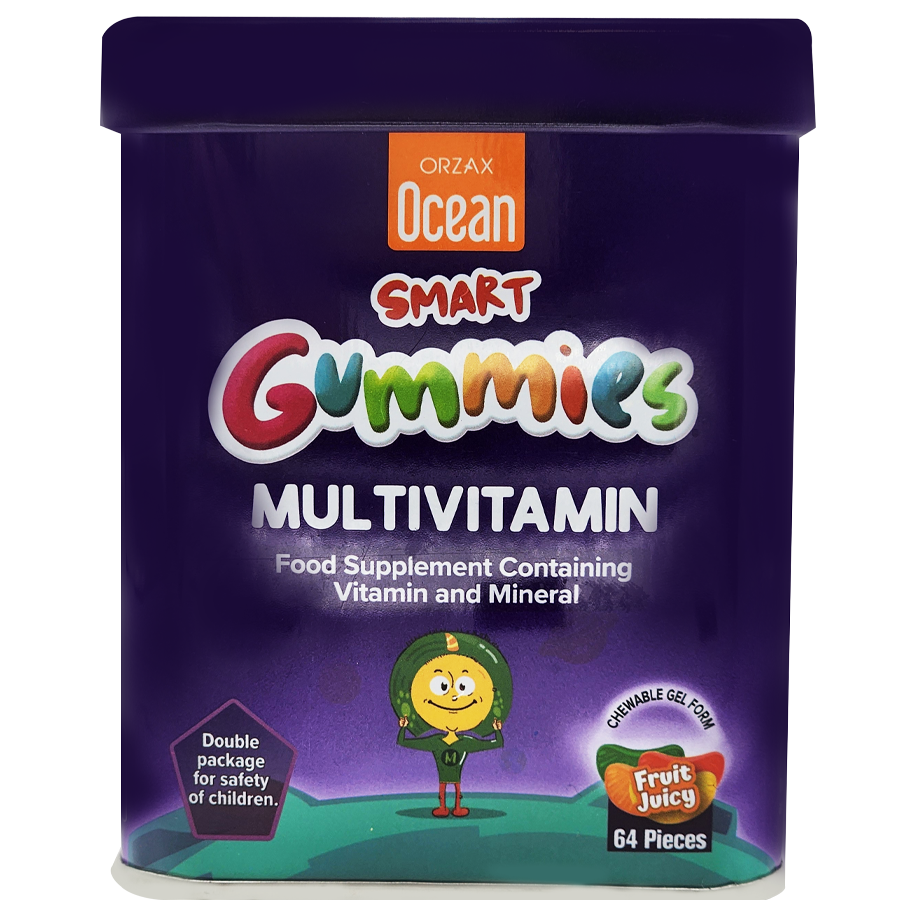 ORZAX
Ocean
SMART
Gummies
MULTIVITAMIN
Food Supplement Containing
Vitamin and Mineral
M
Double
package
for safety
of children.
CHEWABLE GEL FORM
Fruit
Juicy
64 Pieces